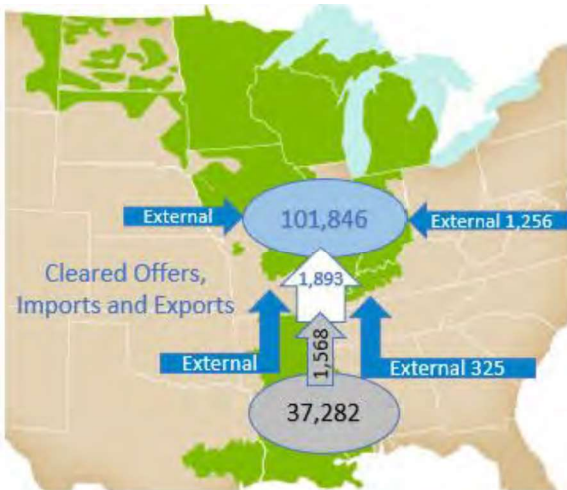 External
101,846
External 1,256
Cleared Offers,
Imports and Exports
1,893
External
1,568
External 325
37,282